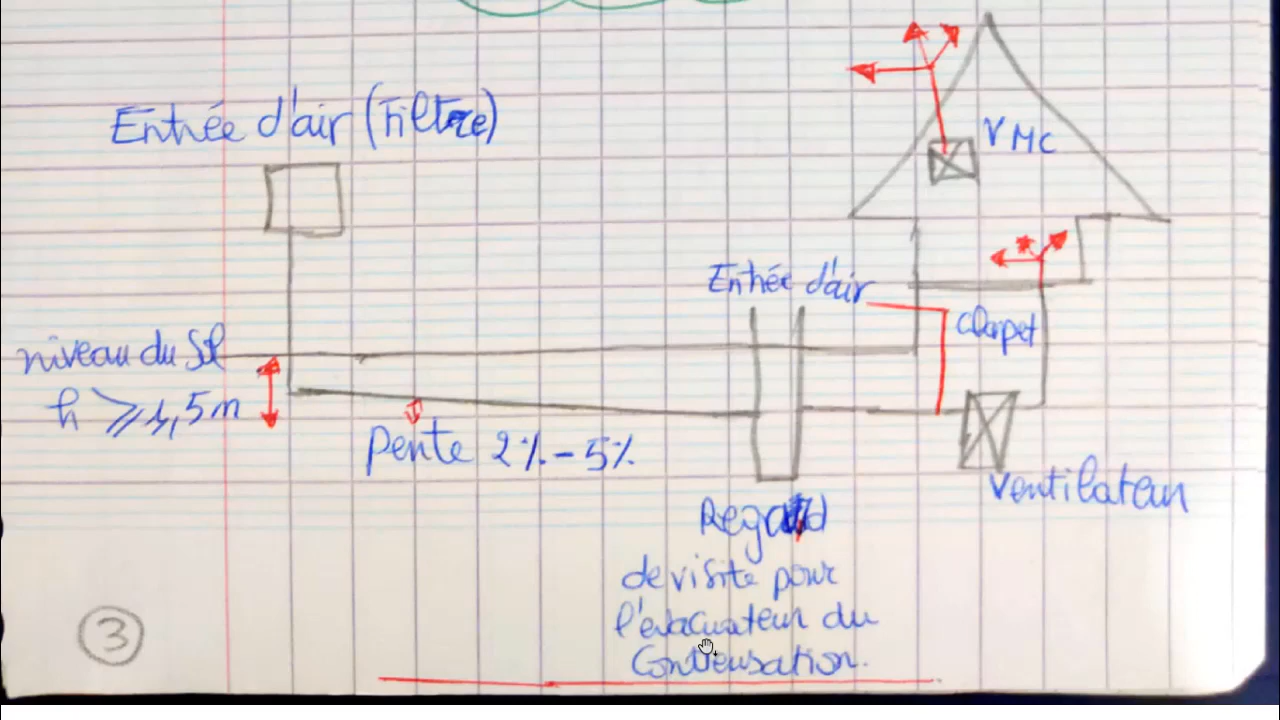 Entrée d'air (Filtre)
VMC
Entrée d'air
Clapet
niveau du Sol
h ⩾ 1,5m
Pente 2% - 5%
Ventilateur
Regard
de visite pour
l'évacuateur du
Condensation.
3